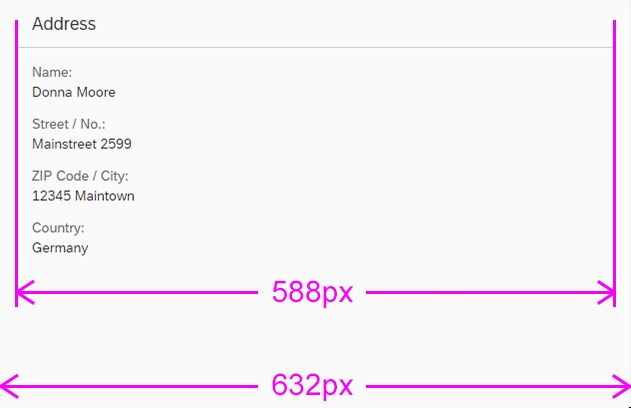 Address
Name:
Donna Moore
Street / No.:
Mainstreet 2599
ZIP Code / City:
12345 Maintown
Country:
Germany
588px
632px